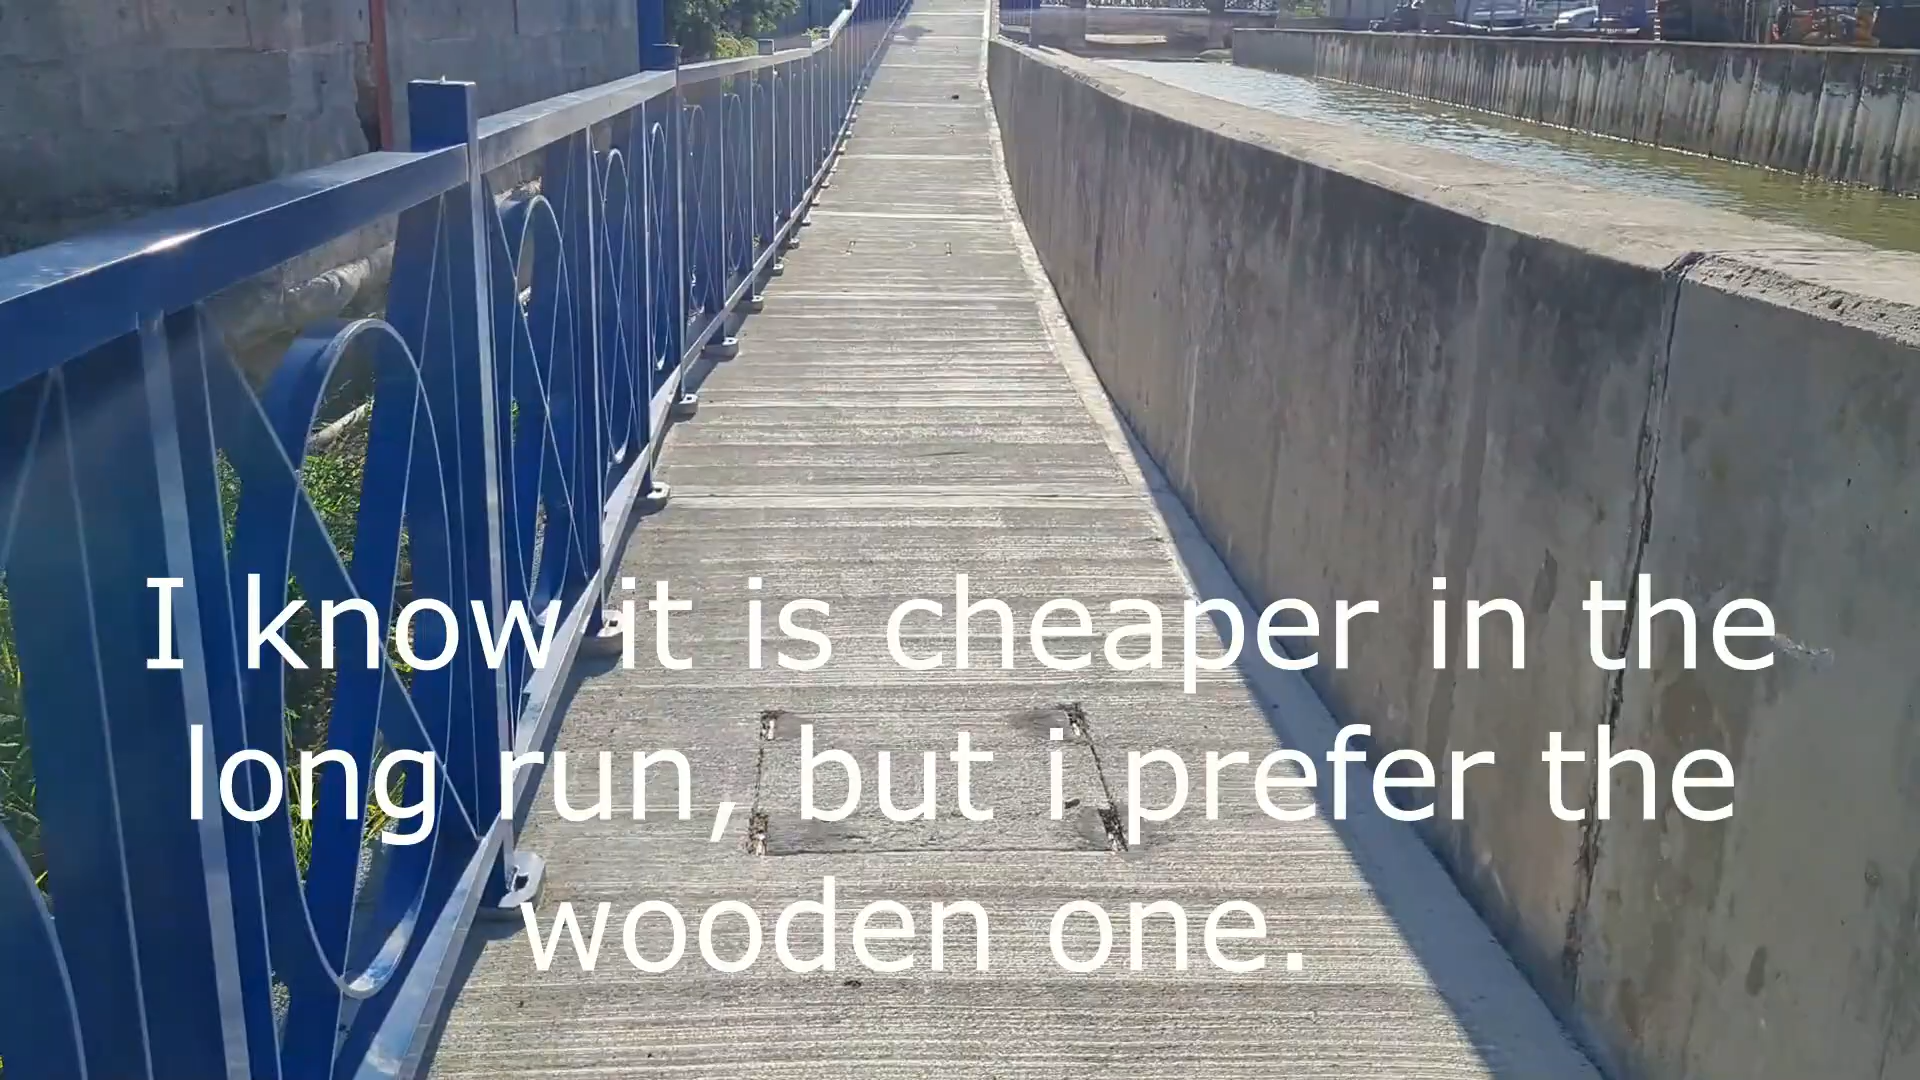 I know it is cheaper in the
long run, but i prefer the
wooden one.